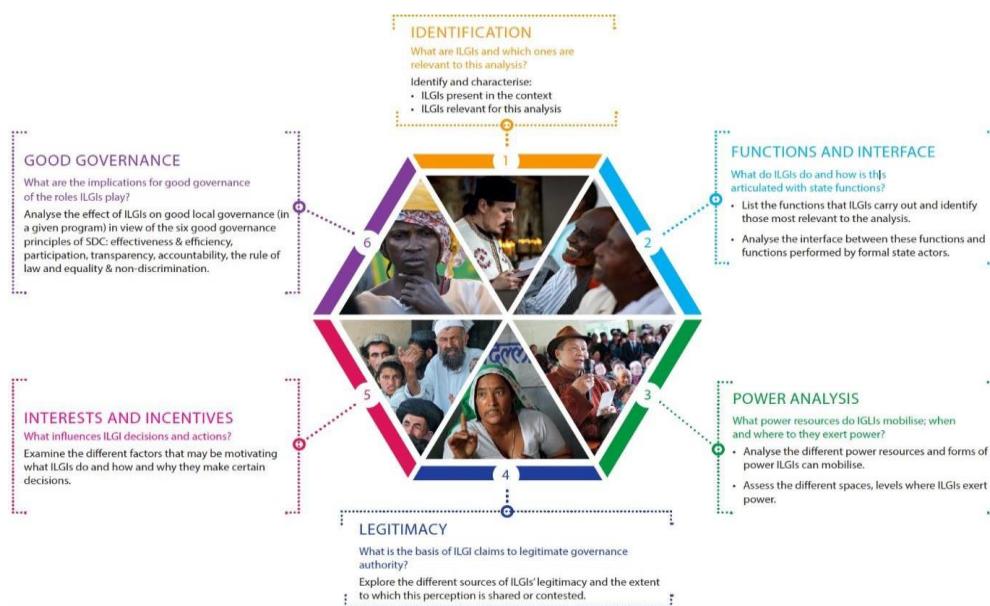 IDENTIFICATION
What are ILGIs and which ones are
relevant to this analysis?
Identify and characterise:
• ILGIs present in the context
• ILGIs relevant for this analysis
1
FUNCTIONS AND INTERFACE
What do ILGIs do and how is this
articulated with state functions?
• List the functions that ILGIs carry out and identify
those most relevant to the analysis.
• Analyse the interface between these functions and
functions performed by formal state actors.
2
POWER ANALYSIS
What power resources do IGLIs mobilise; when
and where to they exert power?
• Analyse the different power resources and forms of
power ILGIs can mobilise.
• Assess the different spaces, levels where ILGIs exert
power.
3
LEGITIMACY
What is the basis of ILGI claims to legitimate governance
authority?
Explore the different sources of ILGIs' legitimacy and the extent
to which this perception is shared or contested.
4
INTERESTS AND INCENTIVES
What influences ILGI decisions and actions?
Examine the different factors that may be motivating
what ILGIs do and how and why they make certain
decisions.
5
GOOD GOVERNANCE
What are the implications for good governance
of the roles ILGIs play?
Analyse the effect of ILGIs on good local governance (in
a given program) in view of the six good governance
principles of SDC: effectiveness & efficiency,
participation, transparency, accountability, the rule of
law and equality & non-discrimination.
6